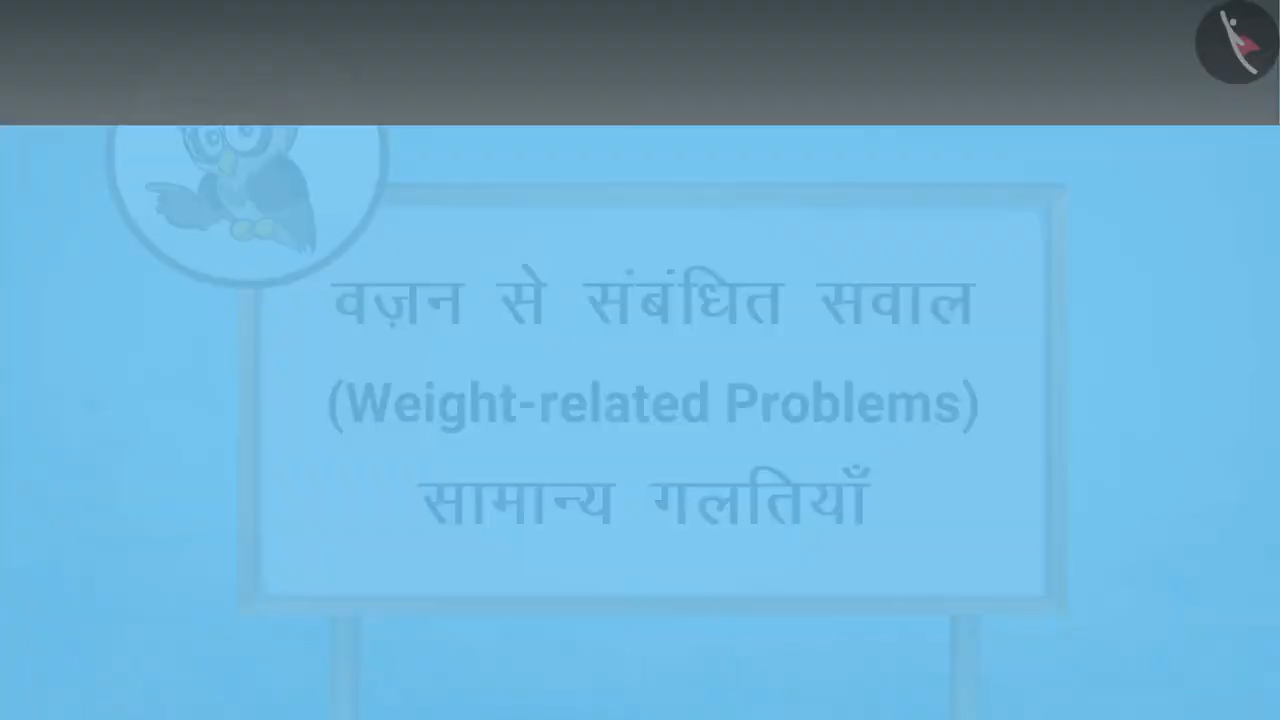 वज़न से संबंधित सवाल
(Weight-related Problems)
सामान्य गलतियाँ